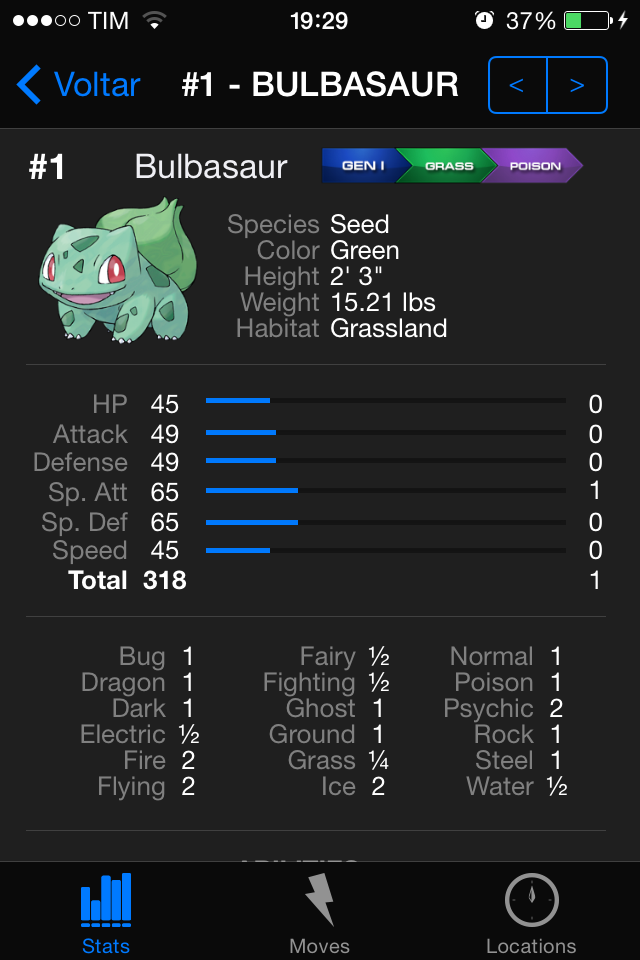 TIM 19:29 37%
Voltar #1 - BULBASAUR < >
#1 Bulbasaur GEN I GRASS POISON
Species Seed
Color Green
Height 2' 3"
Weight 15.21 lbs
Habitat Grassland
HP 45 0
Attack 49 0
Defense 49 0
Sp. Att 65 1
Sp. Def 65 0
Speed 45 0
Total 318 1
Bug 1 Fairy ½ Normal 1
Dragon 1 Fighting ½ Poison 1
Dark 1 Ghost 1 Psychic 2
Electric ½ Ground 1 Rock 1
Fire 2 Grass ¼ Steel 1
Flying 2 Ice 2 Water ½
ABILITIES
Stats Moves Locations